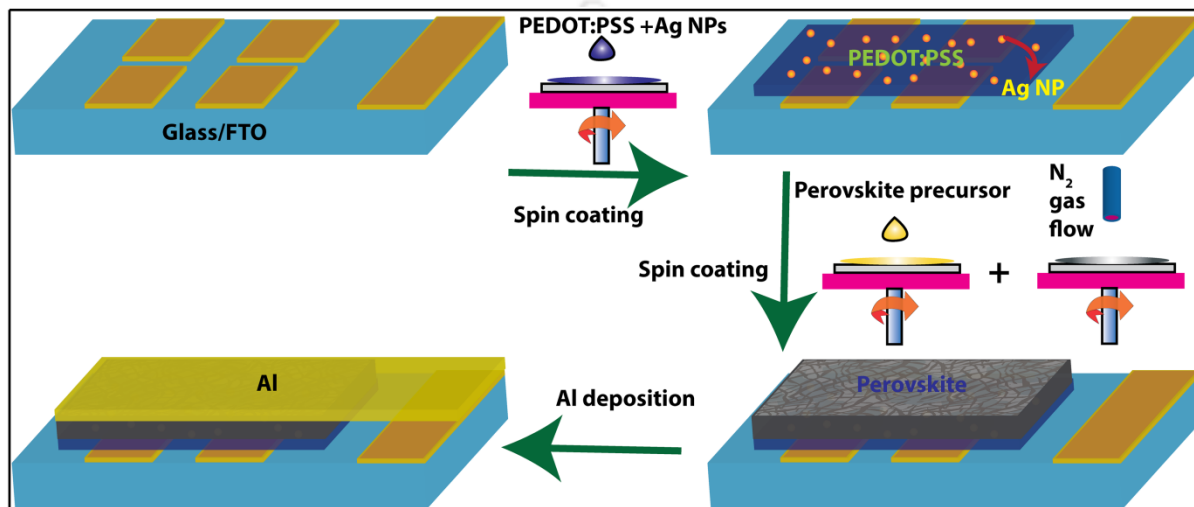 PEDOT:PSS +Ag NPs
Glass/FTO
Spin coating
PEDOT:PSS
Ag NP
Perovskite precursor
N₂
gas
flow
Spin coating
Al
Al deposition
Perovskite